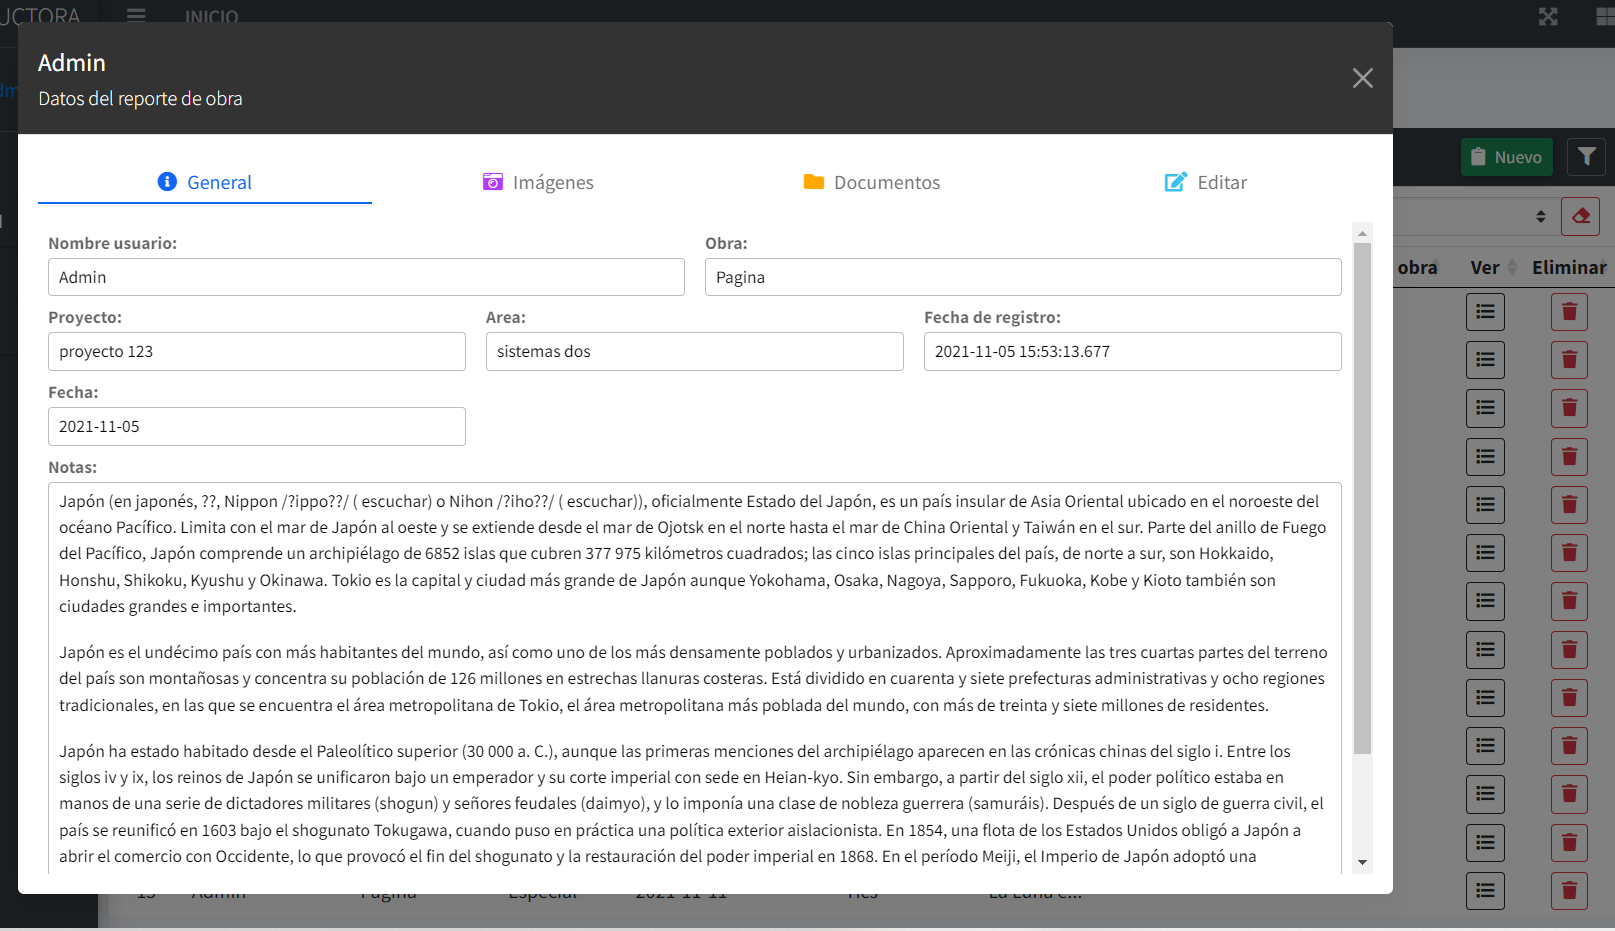 UCTORA INICIO
Admin
Datos del reporte de obra
Nuevo
General Imágenes Documentos Editar
Nombre usuario: Obra:
Admin Pagina
obra Ver Eliminar
Proyecto: Area: Fecha de registro:
proyecto 123 sistemas dos 2021-11-05 15:53:13.677
Fecha:
2021-11-05
Notas:
Japón (en japonés, ??, Nippon /?ippo??/ ( escuchar) o Nihon /?iho??/ ( escuchar)), oficialmente Estado del Japón, es un país insular de Asia Oriental ubicado en el noroeste del
océano Pacífico. Limita con el mar de Japón al oeste y se extiende desde el mar de Ojotsk en el norte hasta el mar de China Oriental y Taiwán en el sur. Parte del anillo de Fuego
del Pacífico, Japón comprende un archipiélago de 6852 islas que cubren 377 975 kilómetros cuadrados; las cinco islas principales del país, de norte a sur, son Hokkaido,
Honshu, Shikoku, Kyushu y Okinawa. Tokio es la capital y ciudad más grande de Japón aunque Yokohama, Osaka, Nagoya, Sapporo, Fukuoka, Kobe y Kioto también son
ciudades grandes e importantes.
Japón es el undécimo país con más habitantes del mundo, así como uno de los más densamente poblados y urbanizados. Aproximadamente las tres cuartas partes del terreno
del país son montañosas y concentra su población de 126 millones en estrechas llanuras costeras. Está dividido en cuarenta y siete prefecturas administrativas y ocho regiones
tradicionales, en las que se encuentra el área metropolitana de Tokio, el área metropolitana más poblada del mundo, con más de treinta y siete millones de residentes.
Japón ha estado habitado desde el Paleolítico superior (30 000 a. C.), aunque las primeras menciones del archipiélago aparecen en las crónicas chinas del siglo i. Entre los
siglos iv y ix, los reinos de Japón se unificaron bajo un emperador y su corte imperial con sede en Heian-kyo. Sin embargo, a partir del siglo xii, el poder político estaba en
manos de una serie de dictadores militares (shogun) y señores feudales (daimyo), y lo imponía una clase de nobleza guerrera (samuráis). Después de un siglo de guerra civil, el
país se reunificó en 1603 bajo el shogunato Tokugawa, cuando puso en práctica una política exterior aislacionista. En 1854, una flota de los Estados Unidos obligó a Japón a
abrir el comercio con Occidente, lo que provocó el fin del shogunato y la restauración del poder imperial en 1868. En el período Meiji, el Imperio de Japón adoptó una
Admin Pagina Especial 2021-11-11